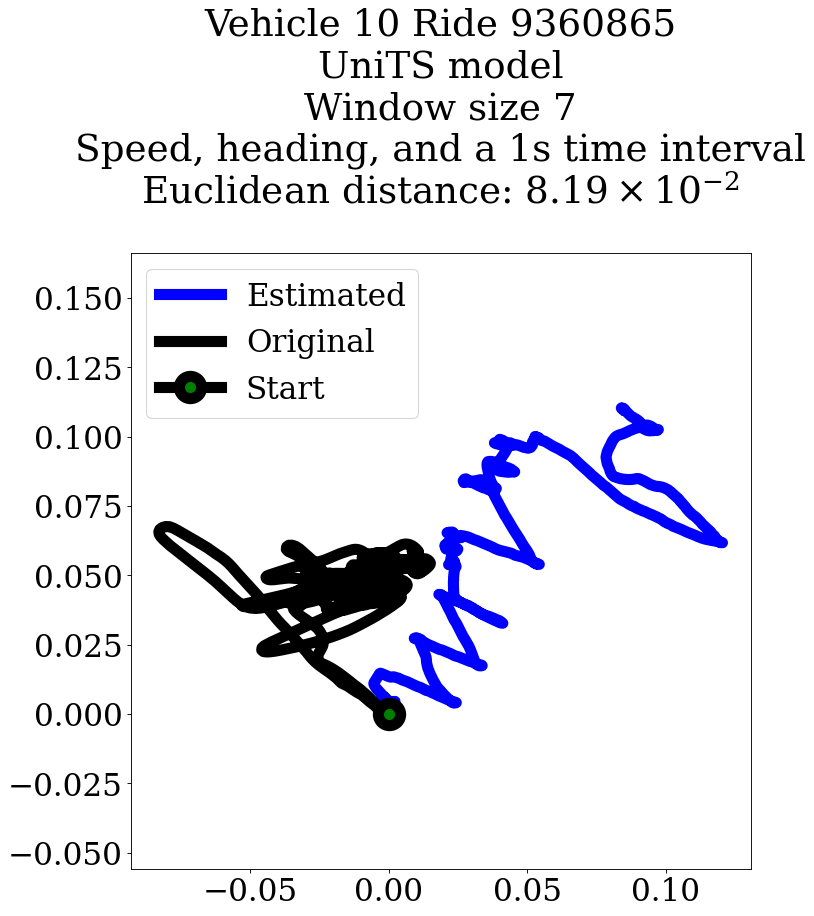 Vehicle 10 Ride 9360865
UniTS model
Window size 7
Speed, heading, and a 1s time interval
Euclidean distance: 8.19 × 10⁻²
Estimated
Original
Start
0.150
0.125
0.100
0.075
0.050
0.025
0.000
−0.025
−0.050
−0.05 0.00 0.05 0.10